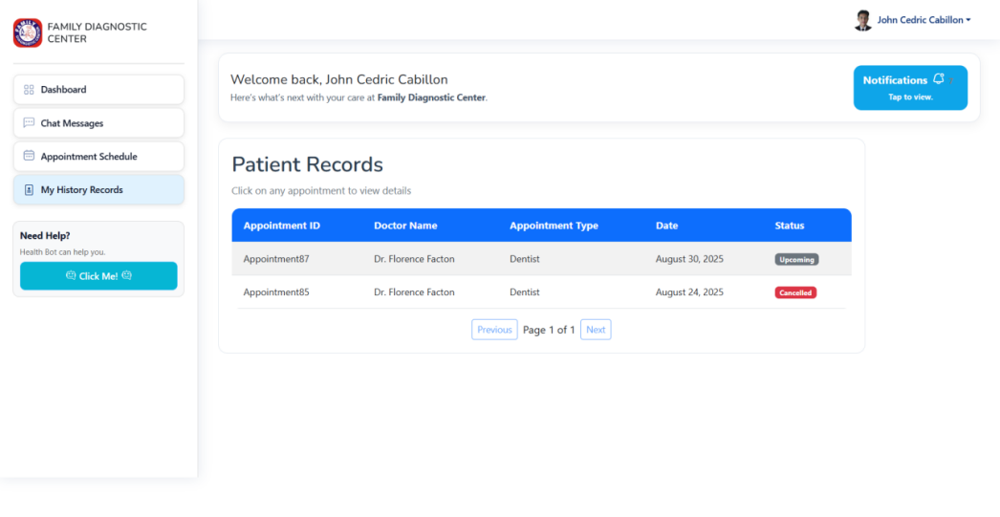 FAMILY DIAGNOSTIC
CENTER
Dashboard
Chat Messages
Appointment Schedule
My History Records
Need Help?
Health Bot can help you.
Click Me!
John Cedric Cabillon
Welcome back, John Cedric Cabillon
Here's what's next with your care at Family Diagnostic Center.
Notifications
Tap to view.
Patient Records
Click on any appointment to view details
Appointment ID Doctor Name Appointment Type Date Status
Appointment87 Dr. Florence Facton Dentist August 30, 2025 Upcoming
Appointment85 Dr. Florence Facton Dentist August 24, 2025 Cancelled
Previous Page 1 of 1 Next